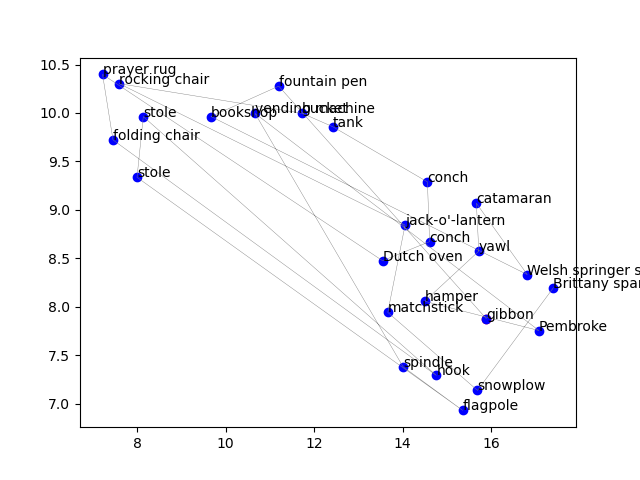 10.5
10.0
9.5
9.0
8.5
8.0
7.5
7.0
8
10
12
14
16
prayer rug
rocking chair
fountain pen
stole
bookshop
vending machine
bucket
tank
folding chair
stole
conch
catamaran
jack-o'-lantern
conch
yawl
Dutch oven
Welsh springer s
Brittany spa
hamper
matchstick
gibbon
Pembroke
spindle
hook
snowplow
flagpole